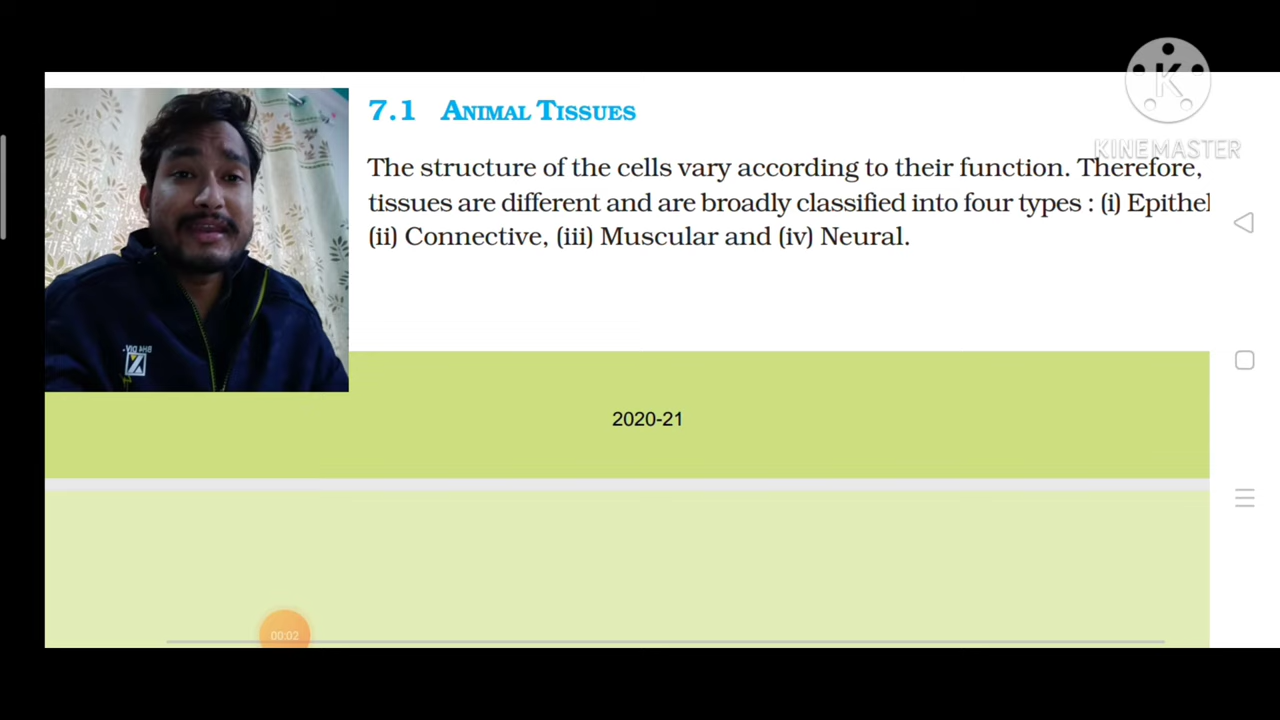 7.1 ANIMAL TISSUES
The structure of the cells vary according to their function. Therefore,
tissues are different and are broadly classified into four types : (i) Epithel
(ii) Connective, (iii) Muscular and (iv) Neural.
2020-21
00:02
K
KINEMASTER